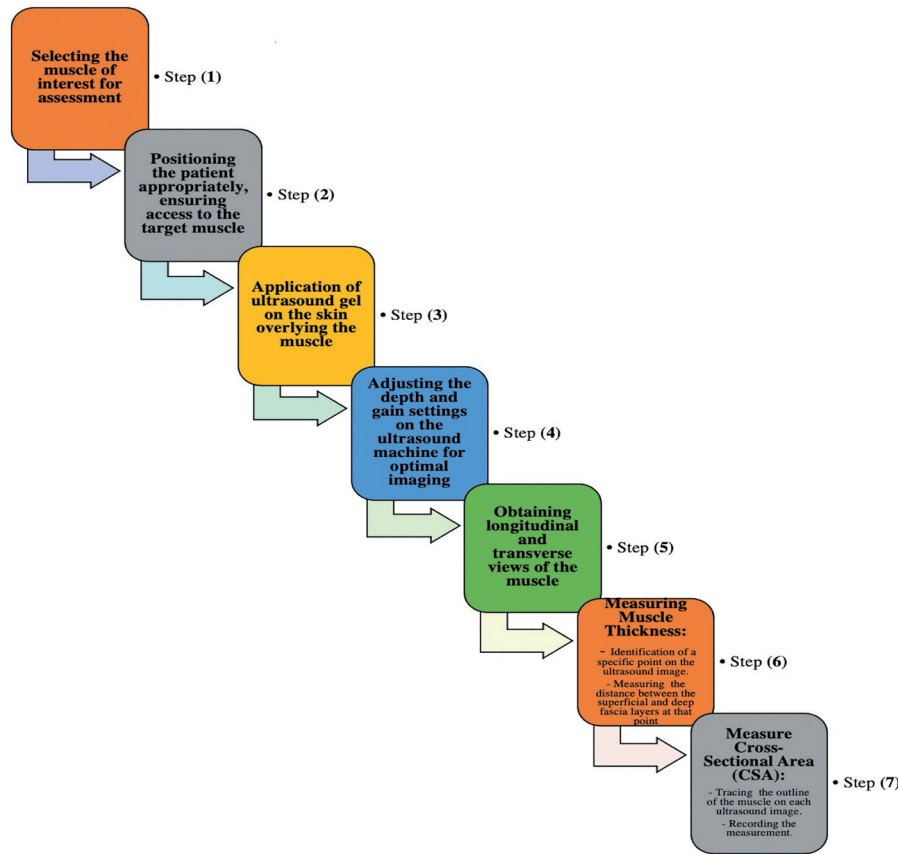 Selecting the
muscle of
interest for
assessment
• Step (1)
Positioning
the patient
appropriately,
ensuring
access to the
target muscle
• Step (2)
Application of
ultrasound gel
on the skin
overlying the
muscle
• Step (3)
Adjusting the
depth and
gain settings
on the
ultrasound
machine for
optimal
imaging
• Step (4)
Obtaining
longitudinal
and
transverse
views of the
muscle
• Step (5)
Measuring
Muscle
Thickness:
- Identification of a
specific point on the
ultrasound image.
- Measuring the
distance between the
superficial and deep
fascia layers at that
point
• Step (6)
Measure
Cross-
Sectional Area
(CSA):
- Tracing the outline
of the muscle on each
ultrasound image.
- Recording the
measurement.
• Step (7)